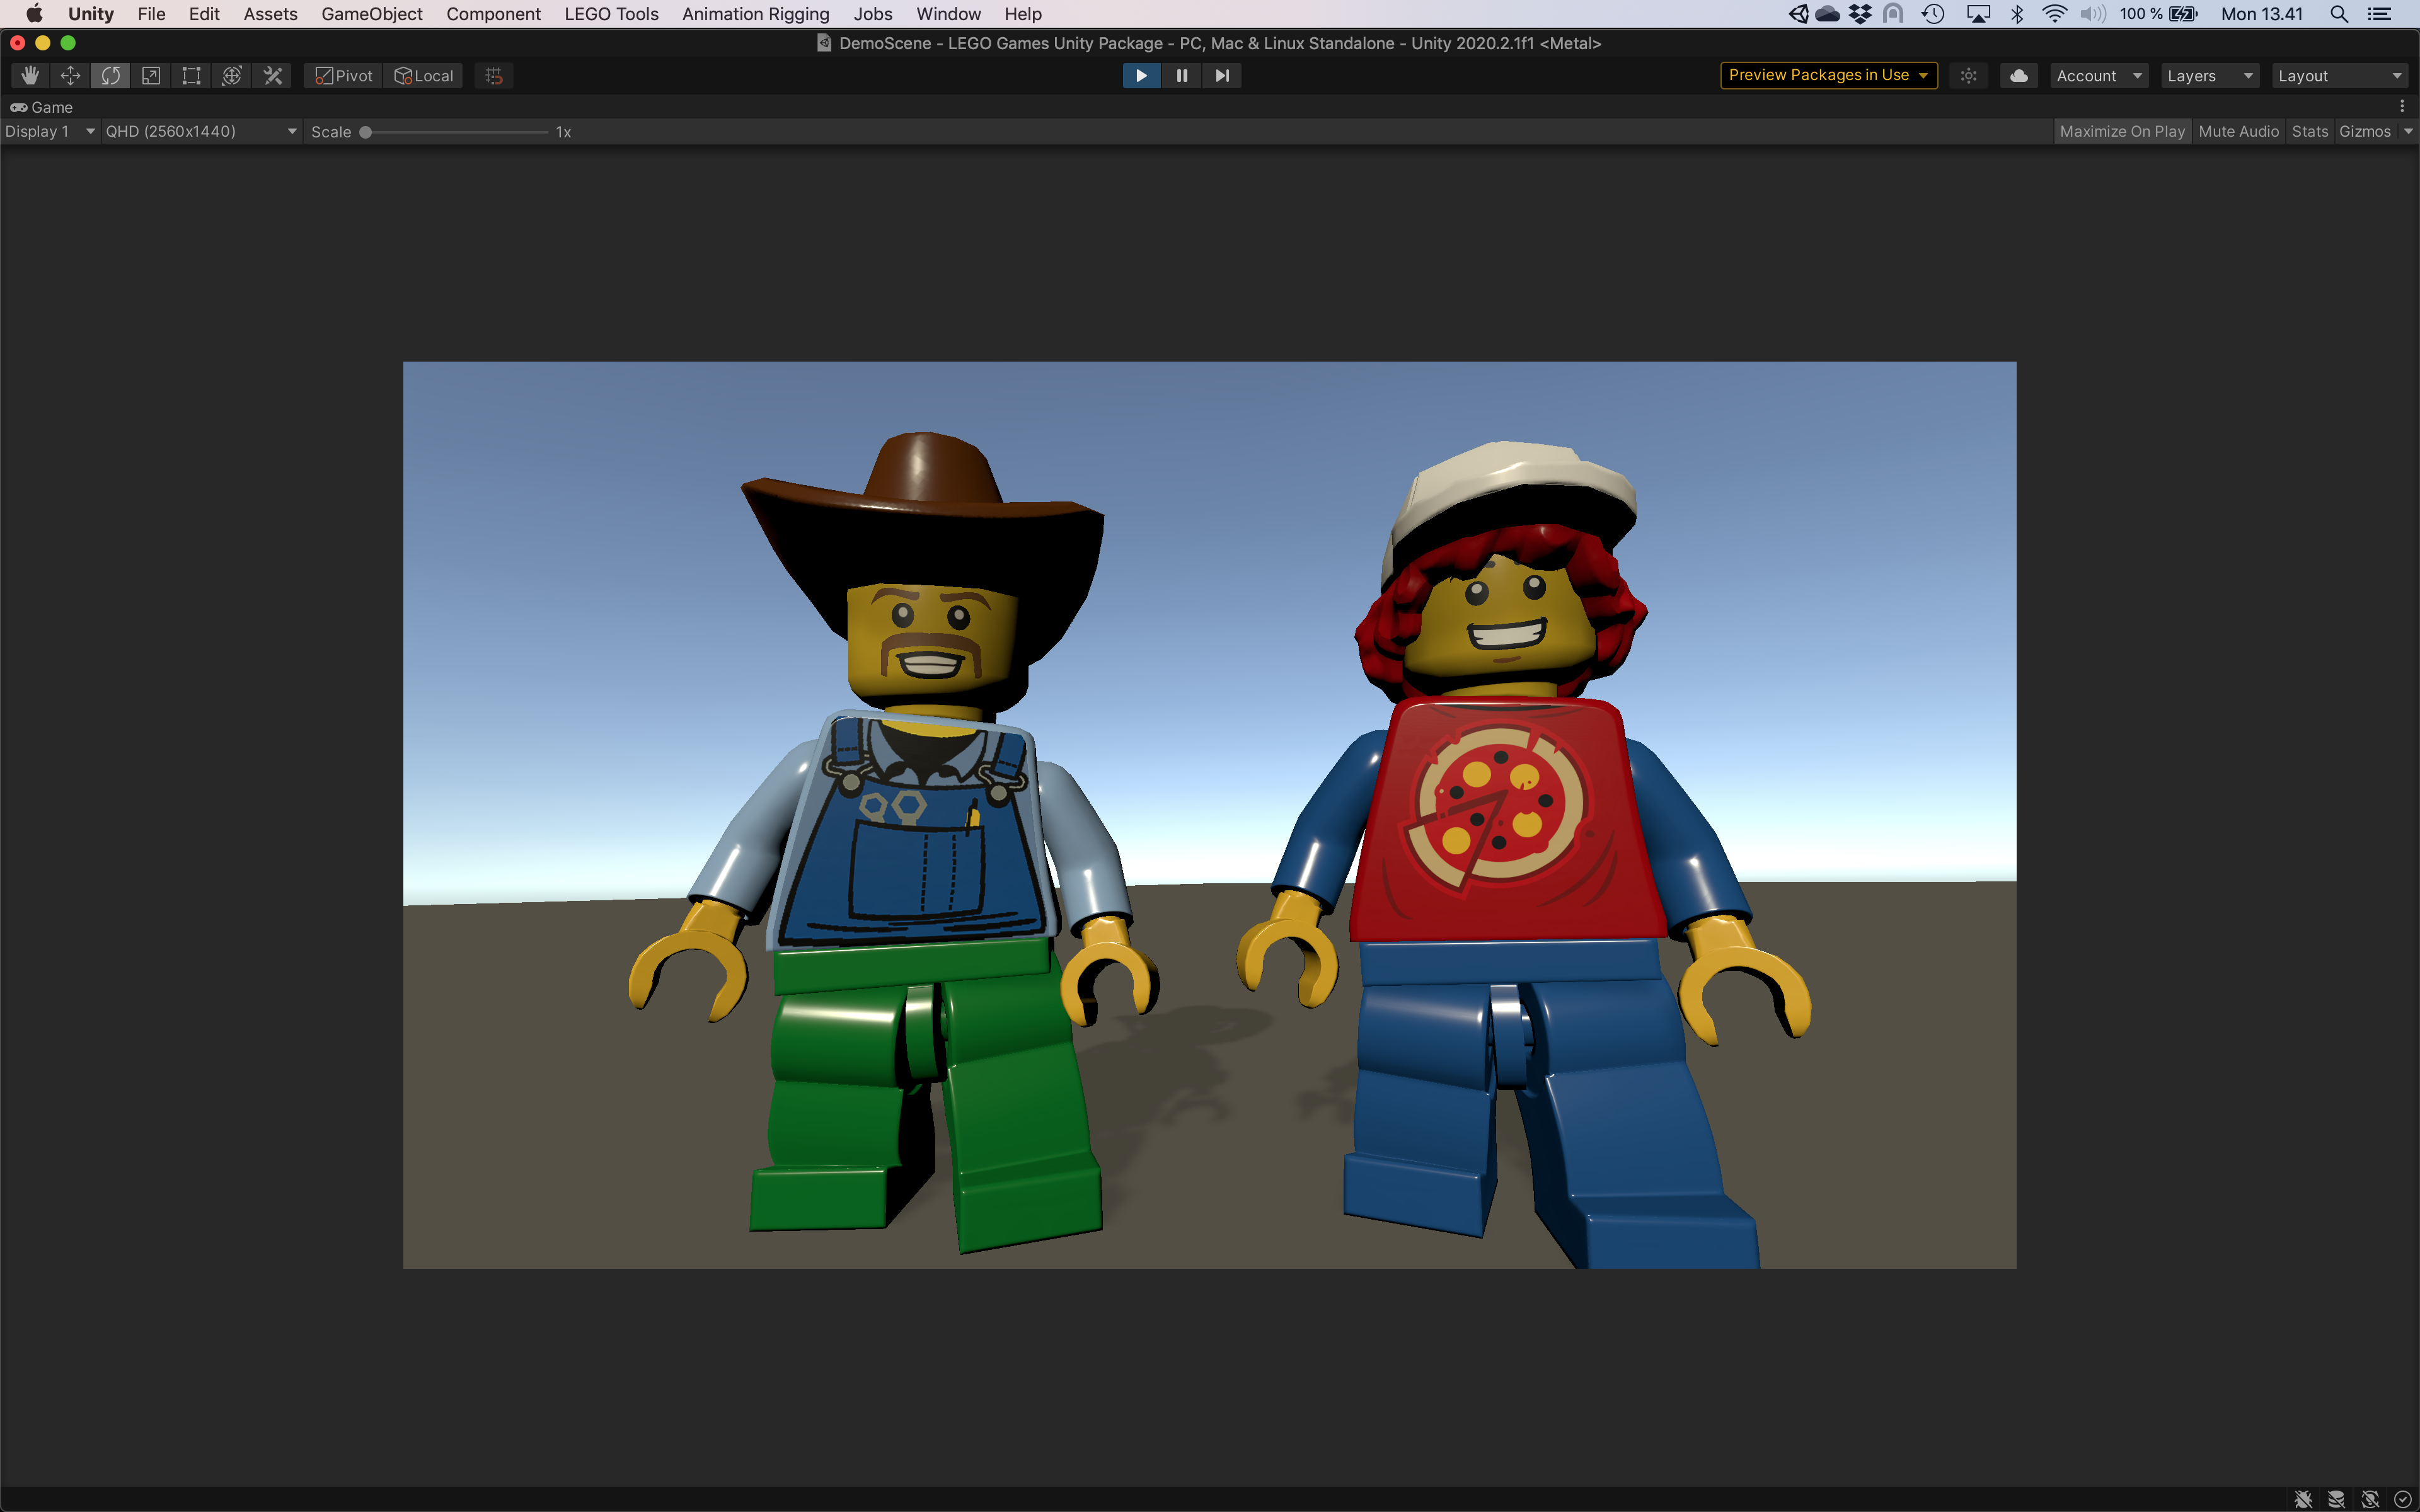 Unity File Edit Assets GameObject Component LEGO Tools Animation Rigging Jobs Window Help 100 % Mon 13.41
DemoScene - LEGO Games Unity Package - PC, Mac & Linux Standalone - Unity 2020.2.1f1 <Metal>
Pivot Local Preview Packages in Use Account Layers Layout
Game
Display 1 QHD (2560x1440) Scale 1x Maximize On Play Mute Audio Stats Gizmos